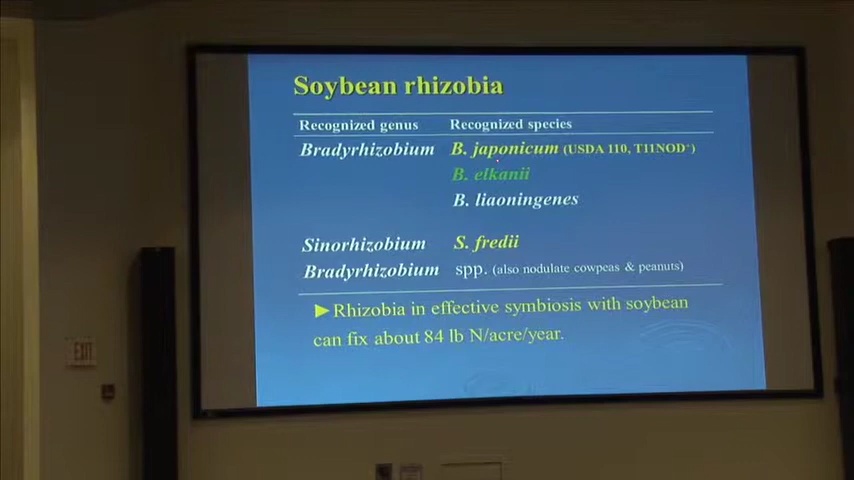 Soybean rhizobia
Recognized genus Recognized species
Bradyrhizobium B. japonicum (USDA 110, T11NOD⁺)
B. elkanii
B. liaoningenes
Sinorhizobium S. fredii
Bradyrhizobium spp. (also nodulate cowpeas & peanuts)
►Rhizobia in effective symbiosis with soybean
can fix about 84 lb N/acre/year.
EXIT